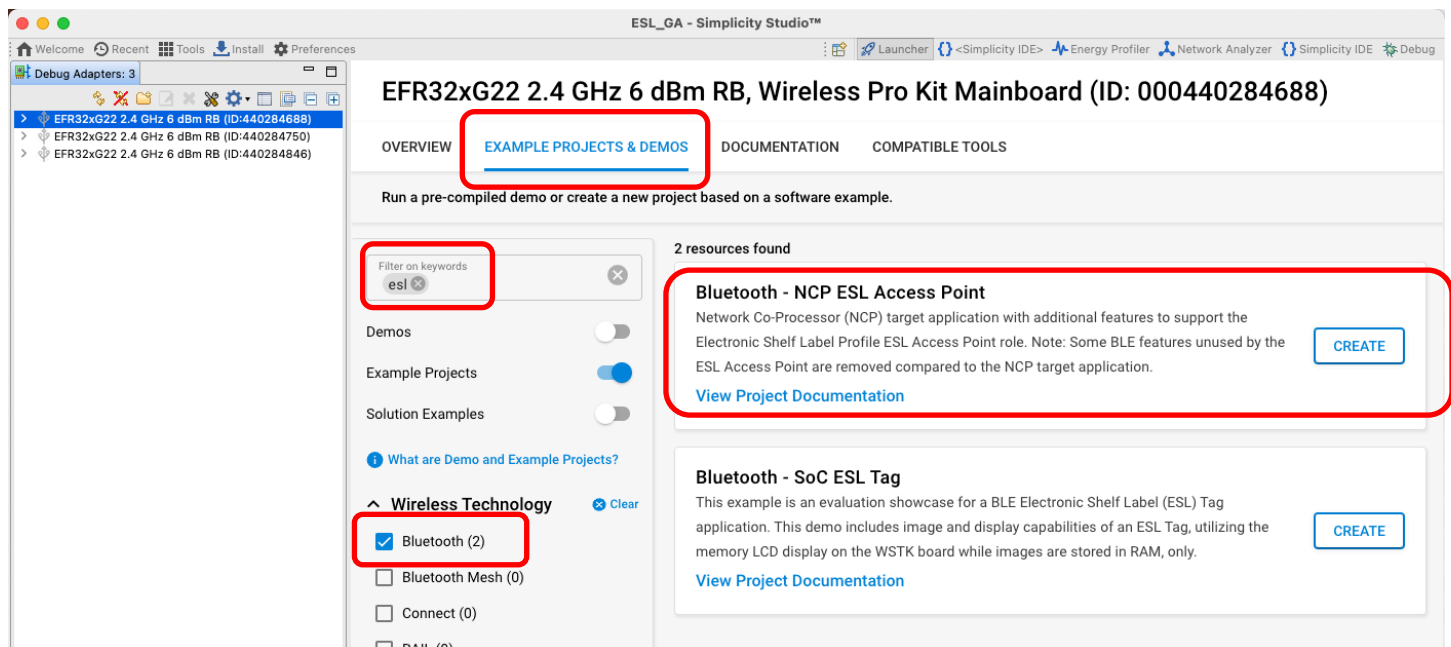 ESL_GA - Simplicity Studio™
Welcome Recent Tools Install Preferences
Launcher <Simplicity IDE> Energy Profiler Network Analyzer Simplicity IDE Debug
Debug Adapters: 3
EFR32xG22 2.4 GHz 6 dBm RB (ID:440284688)
EFR32xG22 2.4 GHz 6 dBm RB (ID:440284750)
EFR32xG22 2.4 GHz 6 dBm RB (ID:440284846)
EFR32xG22 2.4 GHz 6 dBm RB, Wireless Pro Kit Mainboard (ID: 000440284688)
OVERVIEW EXAMPLE PROJECTS & DEMOS DOCUMENTATION COMPATIBLE TOOLS
Run a pre-compiled demo or create a new project based on a software example.
Filter on keywords
esl
Demos
Example Projects
Solution Examples
What are Demo and Example Projects?
Wireless Technology Clear
Bluetooth (2)
Bluetooth Mesh (0)
Connect (0)
RAIL (0)
2 resources found
Bluetooth - NCP ESL Access Point
Network Co-Processor (NCP) target application with additional features to support the
Electronic Shelf Label Profile ESL Access Point role. Note: Some BLE features unused by the
ESL Access Point are removed compared to the NCP target application.
View Project Documentation
CREATE
Bluetooth - SoC ESL Tag
This example is an evaluation showcase for a BLE Electronic Shelf Label (ESL) Tag
application. This demo includes image and display capabilities of an ESL Tag, utilizing the
memory LCD display on the WSTK board while images are stored in RAM, only.
View Project Documentation
CREATE